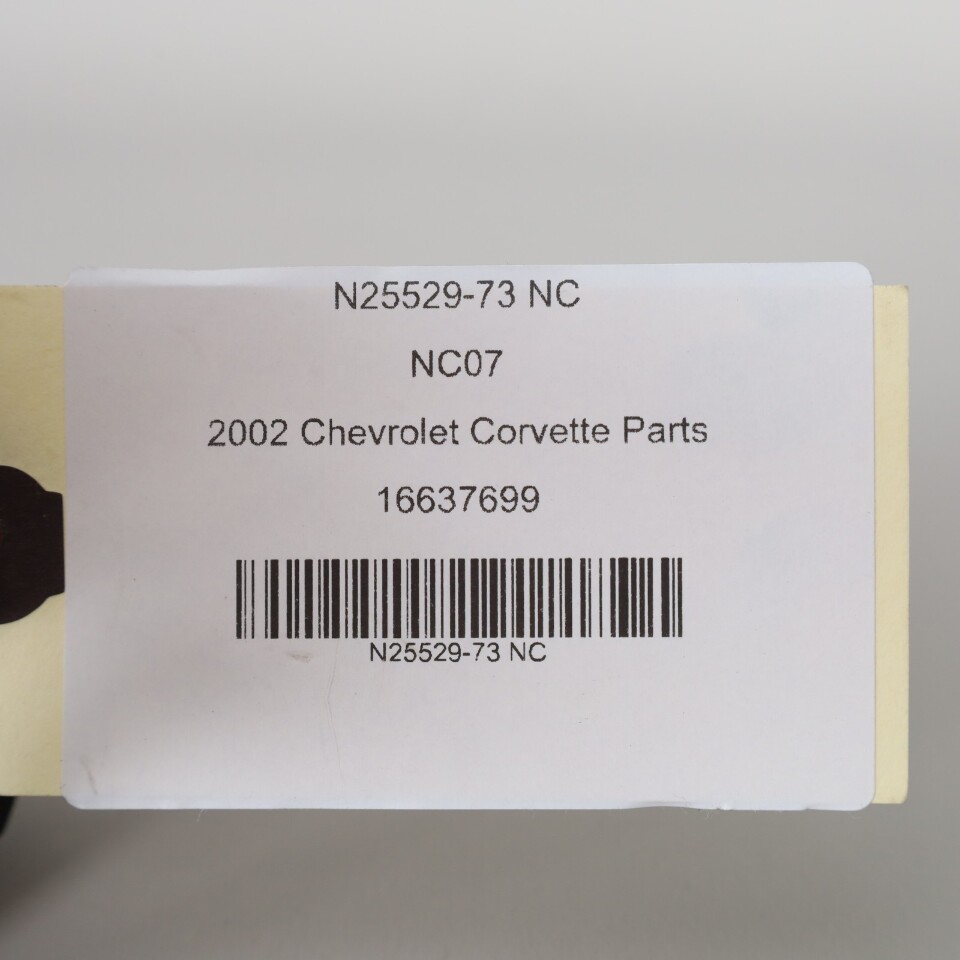 N25529-73 NC
NC07
2002 Chevrolet Corvette Parts
16637699
N25529-73 NC